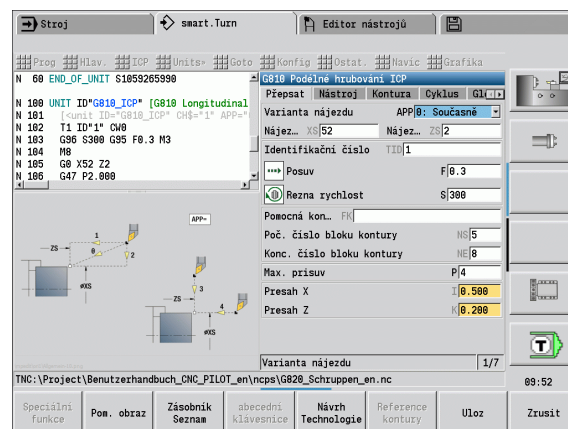 Stroj
smart.Turn
Editor nástrojů
Prog Hlav. ICP Units» Goto Konfig Ostat. Navic Grafika
N 60 END_OF_UNIT S1059265990
N 100 UNIT ID"G810_ICP" [G810 Longitudinal
N 101 [<unit ID="G810_ICP" CH$="1" APP="
N 102 T1 ID"1" CW0
N 103 G96 S300 G95 F0.3 M3
N 104 M8
N 105 G0 X52 Z2
N 106 G47 P2.000
G810 Podélné hrubování ICP
Přepsat Nástroj Kontura Cyklus Gl
Varianta nájezdu APP 0: Současně
Nájez… XS 52 Nájez… ZS 2
Identifikační číslo TID 1
Posuv F 0.3
Rezna rychlost S 300
Pomocná kon… FK
Poč. číslo bloku kontury NS 5
Konc. číslo bloku kontury NE 8
Max. prisuv P 4
Presah X I 0.500
Presah Z K 0.200
Varianta nájezdu 1/7
APP=
1
ZS
0
2
øXS
3
ZS
4
øXS
T
TNC:\Project\Benutzerhandbuch_CNC_PILOT_en\ncps\G820_Schruppen_en.nc
09:52
Speciální funkce
Pom. obraz
Zásobník Seznam
abecední klávesnice
Návrh Technologie
Reference kontury
Uloz
Zrusit